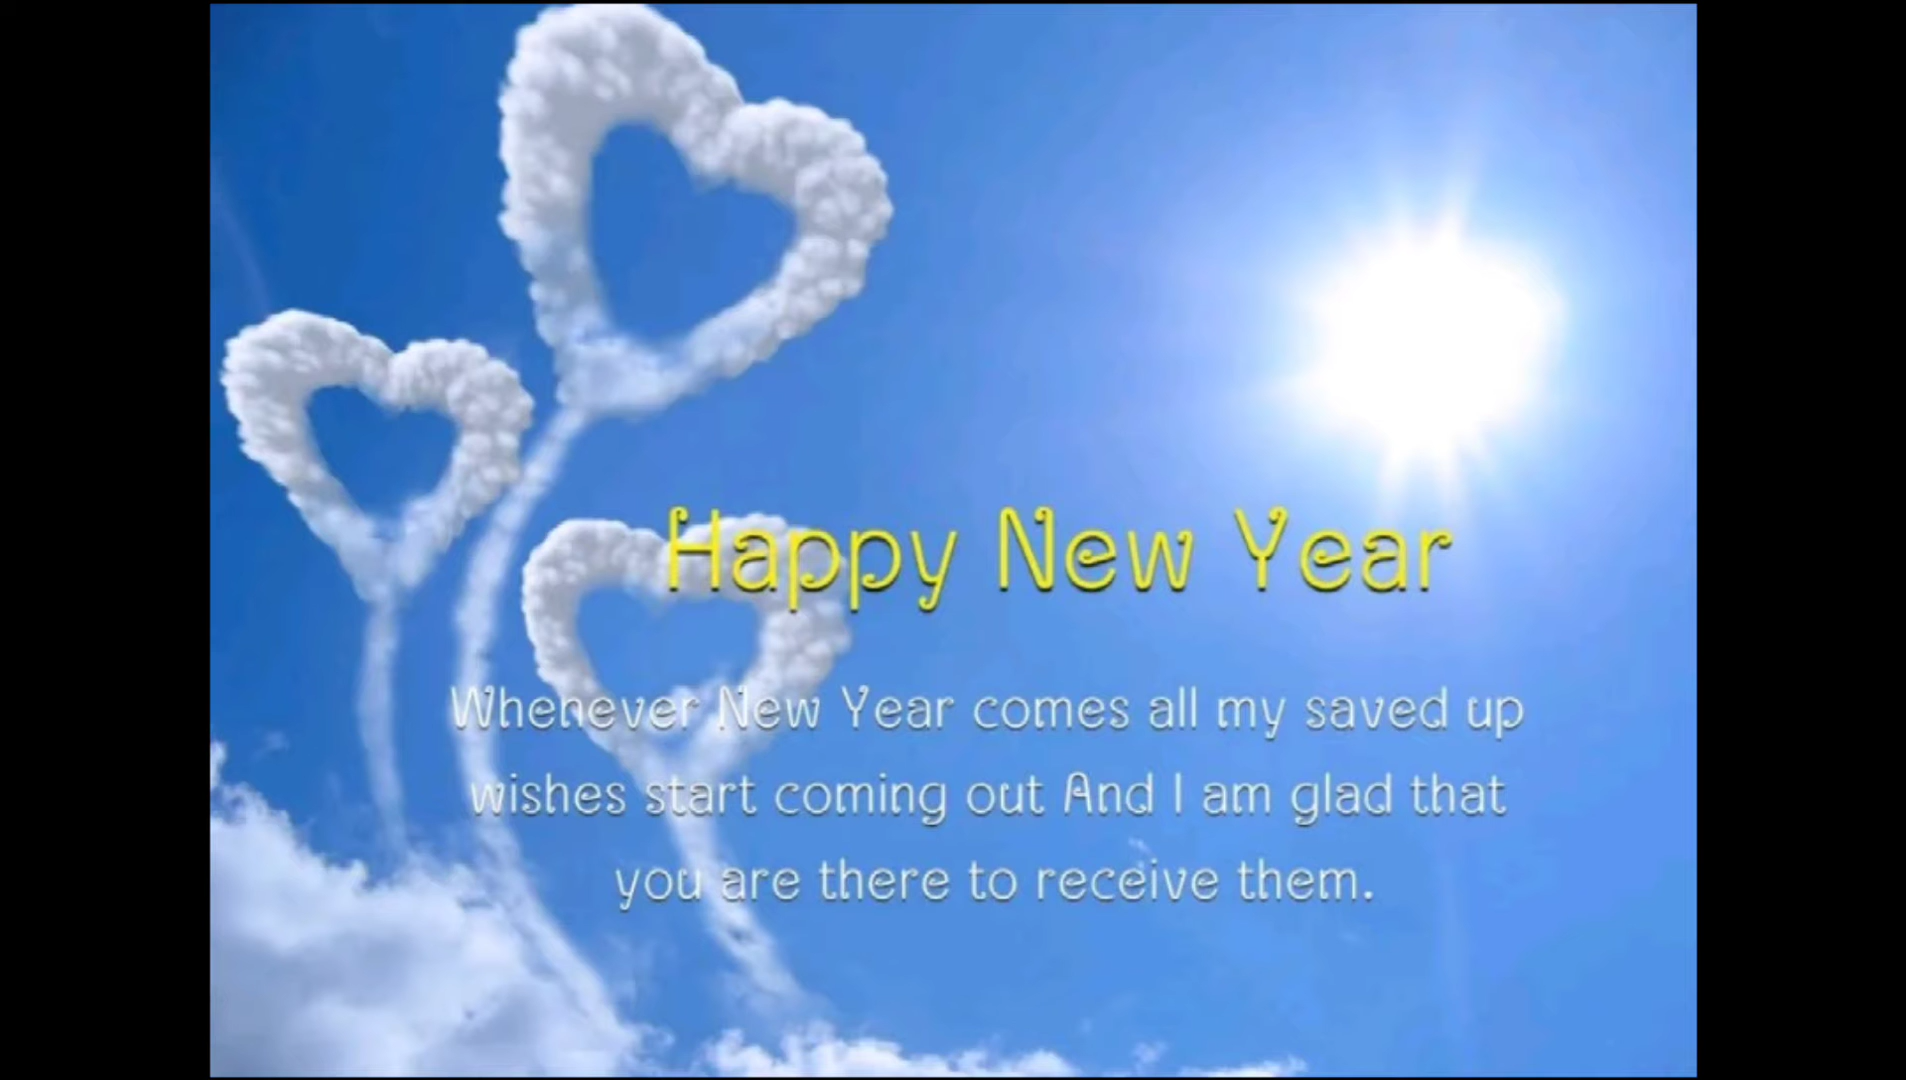 Happy New Year
Whenever New Year comes all my saved up
wishes start coming out And I am glad that
you are there to receive them.